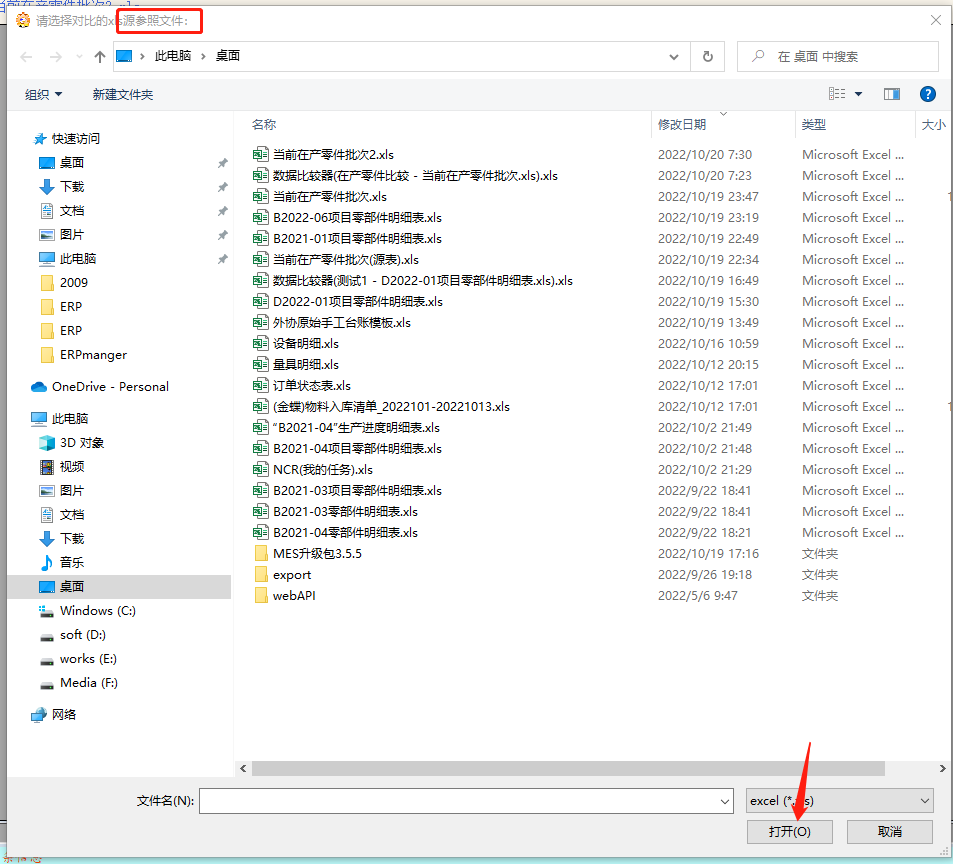 请选择对比的xls源参照文件:
此电脑 › 桌面
在 桌面 中搜索
组织 新建文件夹
名称 修改日期 类型 大小
快速访问
桌面
下载
文档
图片
此电脑
2009
ERP
ERP
ERPmanger
OneDrive - Personal
此电脑
3D 对象
视频
图片
文档
下载
音乐
桌面
Windows (C:)
soft (D:)
works (E:)
Media (F:)
网络
当前在产零件批次2.xls 2022/10/20 7:30 Microsoft Excel ...
数据比较器(在产零件比较 - 当前在产零件批次.xls).xls 2022/10/20 7:23 Microsoft Excel ...
当前在产零件批次.xls 2022/10/19 23:47 Microsoft Excel ...
B2022-06项目零部件明细表.xls 2022/10/19 23:19 Microsoft Excel ...
B2021-01项目零部件明细表.xls 2022/10/19 22:49 Microsoft Excel ...
当前在产零件批次(源表).xls 2022/10/19 22:34 Microsoft Excel ...
数据比较器(测试1 - D2022-01项目零部件明细表.xls).xls 2022/10/19 16:49 Microsoft Excel ...
D2022-01项目零部件明细表.xls 2022/10/19 15:30 Microsoft Excel ...
外协原始手工台账模板.xls 2022/10/19 13:49 Microsoft Excel ...
设备明细.xls 2022/10/16 10:59 Microsoft Excel ...
量具明细.xls 2022/10/12 20:15 Microsoft Excel ...
订单状态表.xls 2022/10/12 17:01 Microsoft Excel ...
(金蝶)物料入库清单_2022101-20221013.xls 2022/10/12 17:01 Microsoft Excel ...
“B2021-04”生产进度明细表.xls 2022/10/2 21:49 Microsoft Excel ...
B2021-04项目零部件明细表.xls 2022/10/2 21:48 Microsoft Excel ...
NCR(我的任务).xls 2022/10/2 21:29 Microsoft Excel ...
B2021-03项目零部件明细表.xls 2022/9/22 18:41 Microsoft Excel ...
B2021-03零部件明细表.xls 2022/9/22 18:41 Microsoft Excel ...
B2021-04零部件明细表.xls 2022/9/22 18:21 Microsoft Excel ...
MES升级包3.5.5 2022/10/19 17:16 文件夹
export 2022/9/26 19:18 文件夹
webAPI 2022/5/6 9:47 文件夹
文件名(N): excel (*.xls)
打开(O) 取消